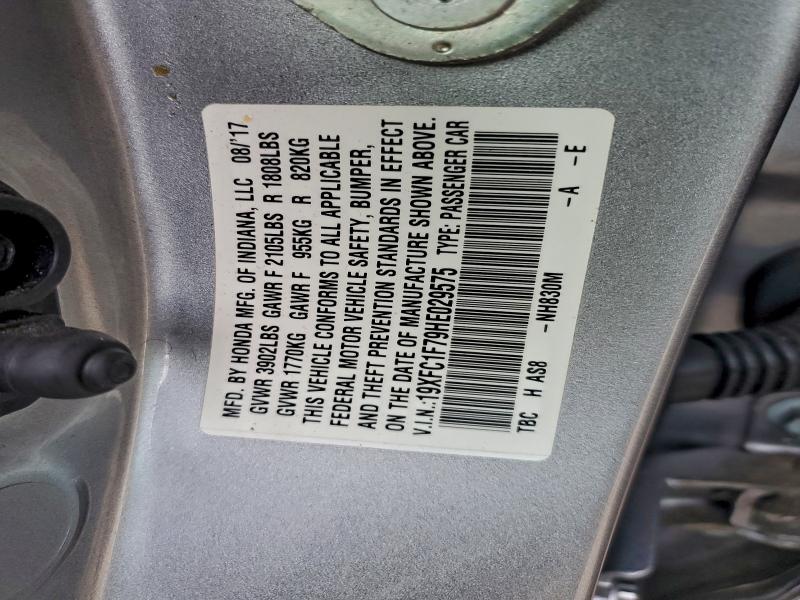 MFD. BY HONDA MFG. OF INDIANA, LLC 08/'17
GVWR 3902LBS GAWR F 2105LBS R 1808LBS
GVWR 1770KG GAWR F 955KG R 820KG
THIS VEHICLE CONFORMS TO ALL APPLICABLE
FEDERAL MOTOR VEHICLE SAFETY, BUMPER,
AND THEFT PREVENTION STANDARDS IN EFFECT
ON THE DATE OF MANUFACTURE SHOWN ABOVE.
V.I.N.:19XFC1F79HE029575 TYPE: PASSENGER CAR
TBC H AS8 -NH830M -A -E